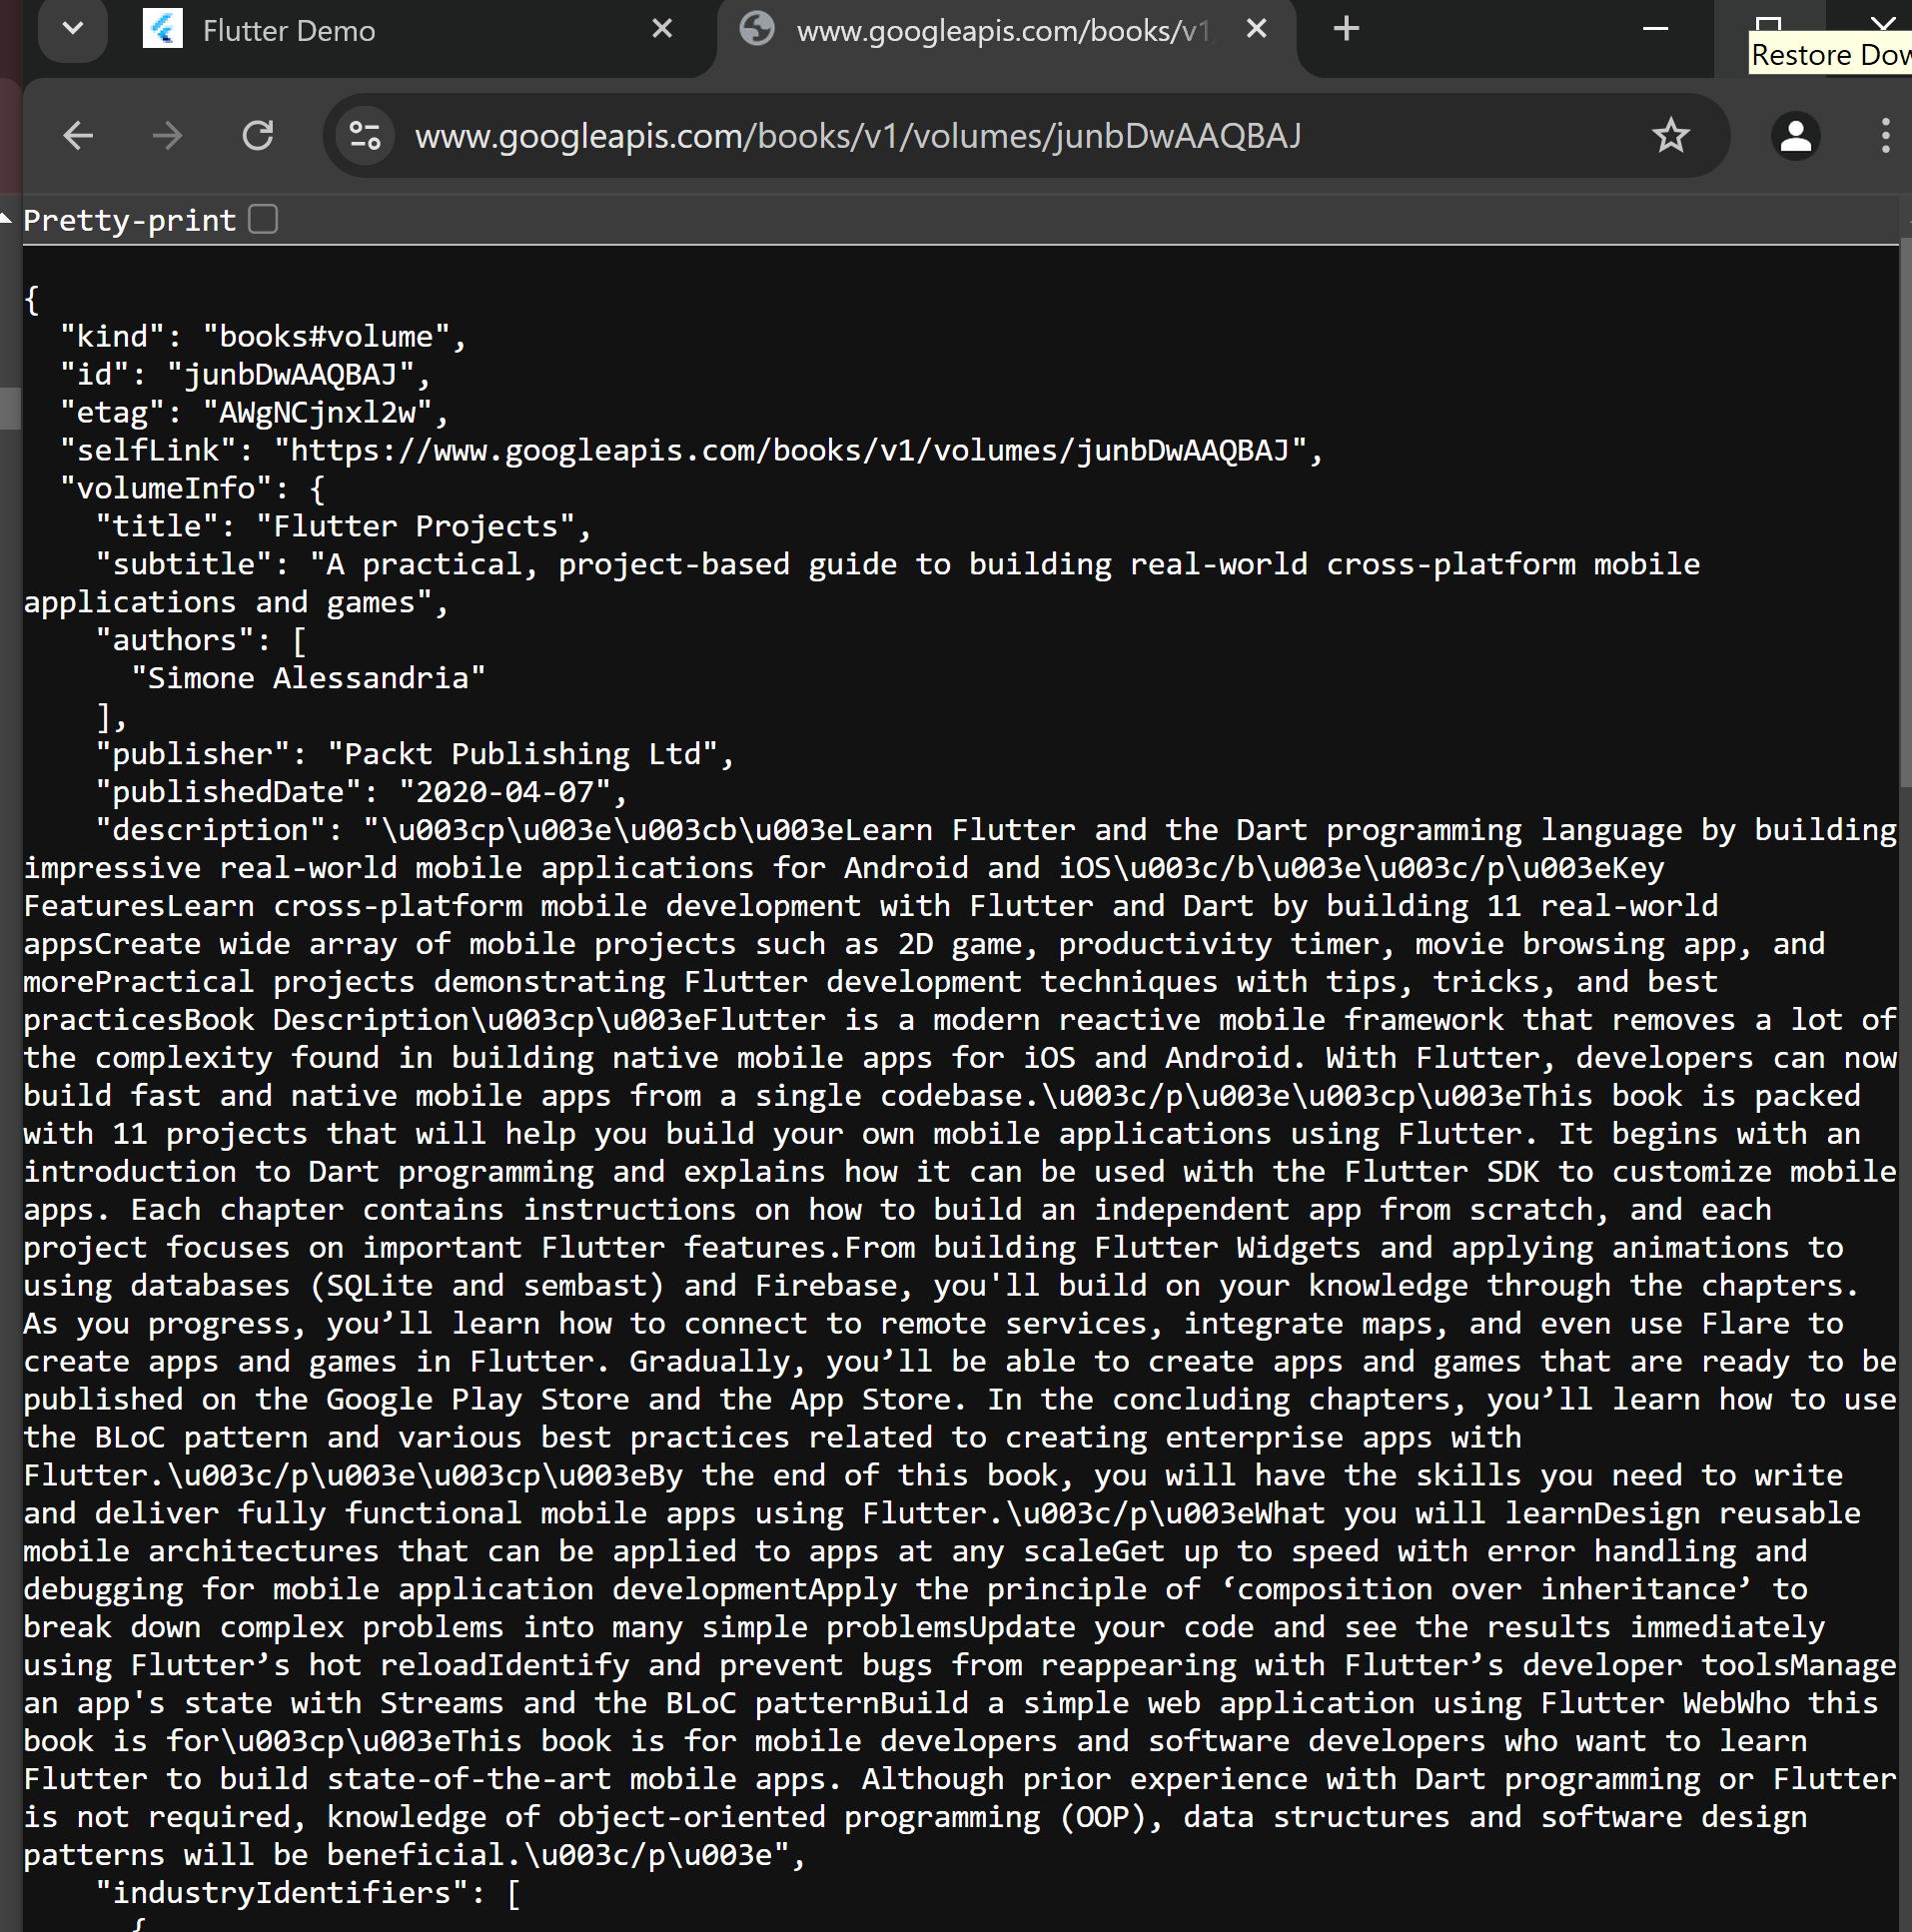 Flutter Demo
www.googleapis.com/books/v1
Restore Dow
www.googleapis.com/books/v1/volumes/junbDwAAQBAJ
Pretty-print
{
"kind": "books#volume",
"id": "junbDwAAQBAJ",
"etag": "AWgNCjnxl2w",
"selfLink": "https://www.googleapis.com/books/v1/volumes/junbDwAAQBAJ",
"volumeInfo": {
"title": "Flutter Projects",
"subtitle": "A practical, project-based guide to building real-world cross-platform mobile
applications and games",
"authors": [
"Simone Alessandria"
],
"publisher": "Packt Publishing Ltd",
"publishedDate": "2020-04-07",
"description": "\u003cp\u003e\u003cb\u003eLearn Flutter and the Dart programming language by building
impressive real-world mobile applications for Android and iOS\u003c/b\u003e\u003c/p\u003eKey
FeaturesLearn cross-platform mobile development with Flutter and Dart by building 11 real-world
appsCreate wide array of mobile projects such as 2D game, productivity timer, movie browsing app, and
morePractical projects demonstrating Flutter development techniques with tips, tricks, and best
practicesBook Description\u003cp\u003eFlutter is a modern reactive mobile framework that removes a lot of
the complexity found in building native mobile apps for iOS and Android. With Flutter, developers can now
build fast and native mobile apps from a single codebase.\u003c/p\u003e\u003cp\u003eThis book is packed
with 11 projects that will help you build your own mobile applications using Flutter. It begins with an
introduction to Dart programming and explains how it can be used with the Flutter SDK to customize mobile
apps. Each chapter contains instructions on how to build an independent app from scratch, and each
project focuses on important Flutter features.From building Flutter Widgets and applying animations to
using databases (SQLite and sembast) and Firebase, you'll build on your knowledge through the chapters.
As you progress, you’ll learn how to connect to remote services, integrate maps, and even use Flare to
create apps and games in Flutter. Gradually, you’ll be able to create apps and games that are ready to be
published on the Google Play Store and the App Store. In the concluding chapters, you’ll learn how to use
the BLoC pattern and various best practices related to creating enterprise apps with
Flutter.\u003c/p\u003e\u003cp\u003eBy the end of this book, you will have the skills you need to write
and deliver fully functional mobile apps using Flutter.\u003c/p\u003eWhat you will learnDesign reusable
mobile architectures that can be applied to apps at any scaleGet up to speed with error handling and
debugging for mobile application developmentApply the principle of ‘composition over inheritance’ to
break down complex problems into many simple problemsUpdate your code and see the results immediately
using Flutter’s hot reloadIdentify and prevent bugs from reappearing with Flutter’s developer toolsManage
an app's state with Streams and the BLoC patternBuild a simple web application using Flutter WebWho this
book is for\u003cp\u003eThis book is for mobile developers and software developers who want to learn
Flutter to build state-of-the-art mobile apps. Although prior experience with Dart programming or Flutter
is not required, knowledge of object-oriented programming (OOP), data structures and software design
patterns will be beneficial.\u003c/p\u003e",
"industryIdentifiers": [
{